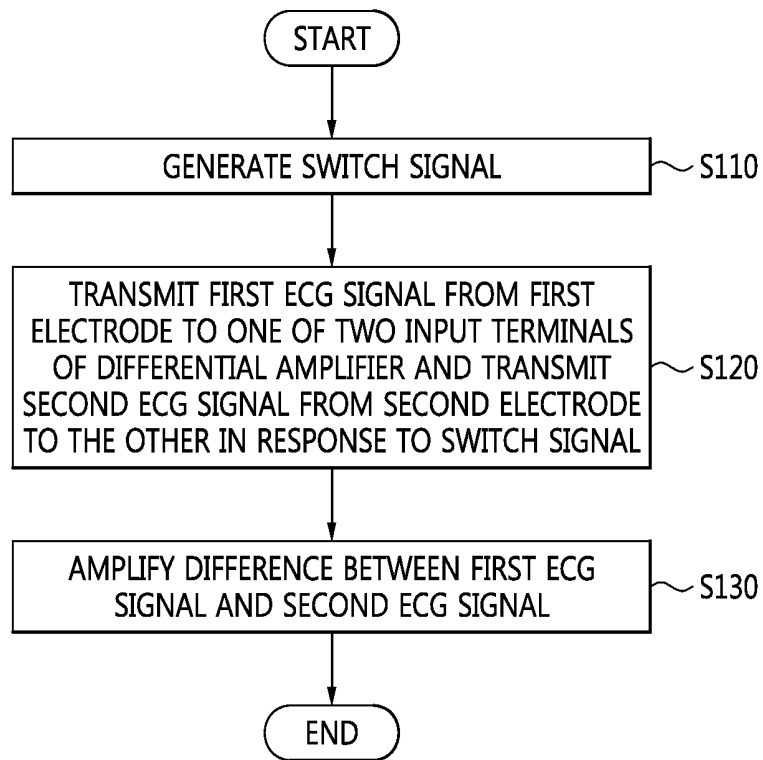 START
GENERATE SWITCH SIGNAL
S110
TRANSMIT FIRST ECG SIGNAL FROM FIRST
ELECTRODE TO ONE OF TWO INPUT TERMINALS
OF DIFFERENTIAL AMPLIFIER AND TRANSMIT
SECOND ECG SIGNAL FROM SECOND ELECTRODE
TO THE OTHER IN RESPONSE TO SWITCH SIGNAL
S120
AMPLIFY DIFFERENCE BETWEEN FIRST ECG
SIGNAL AND SECOND ECG SIGNAL
S130
END